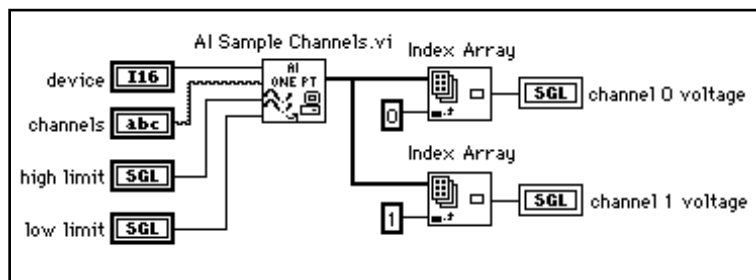 AI Sample Channels.vi
Index Array
device I16
AI
ONE PT
SGL channel 0 voltage
channels abc
0
Index Array
high limit SGL
SGL channel 1 voltage
low limit SGL
1